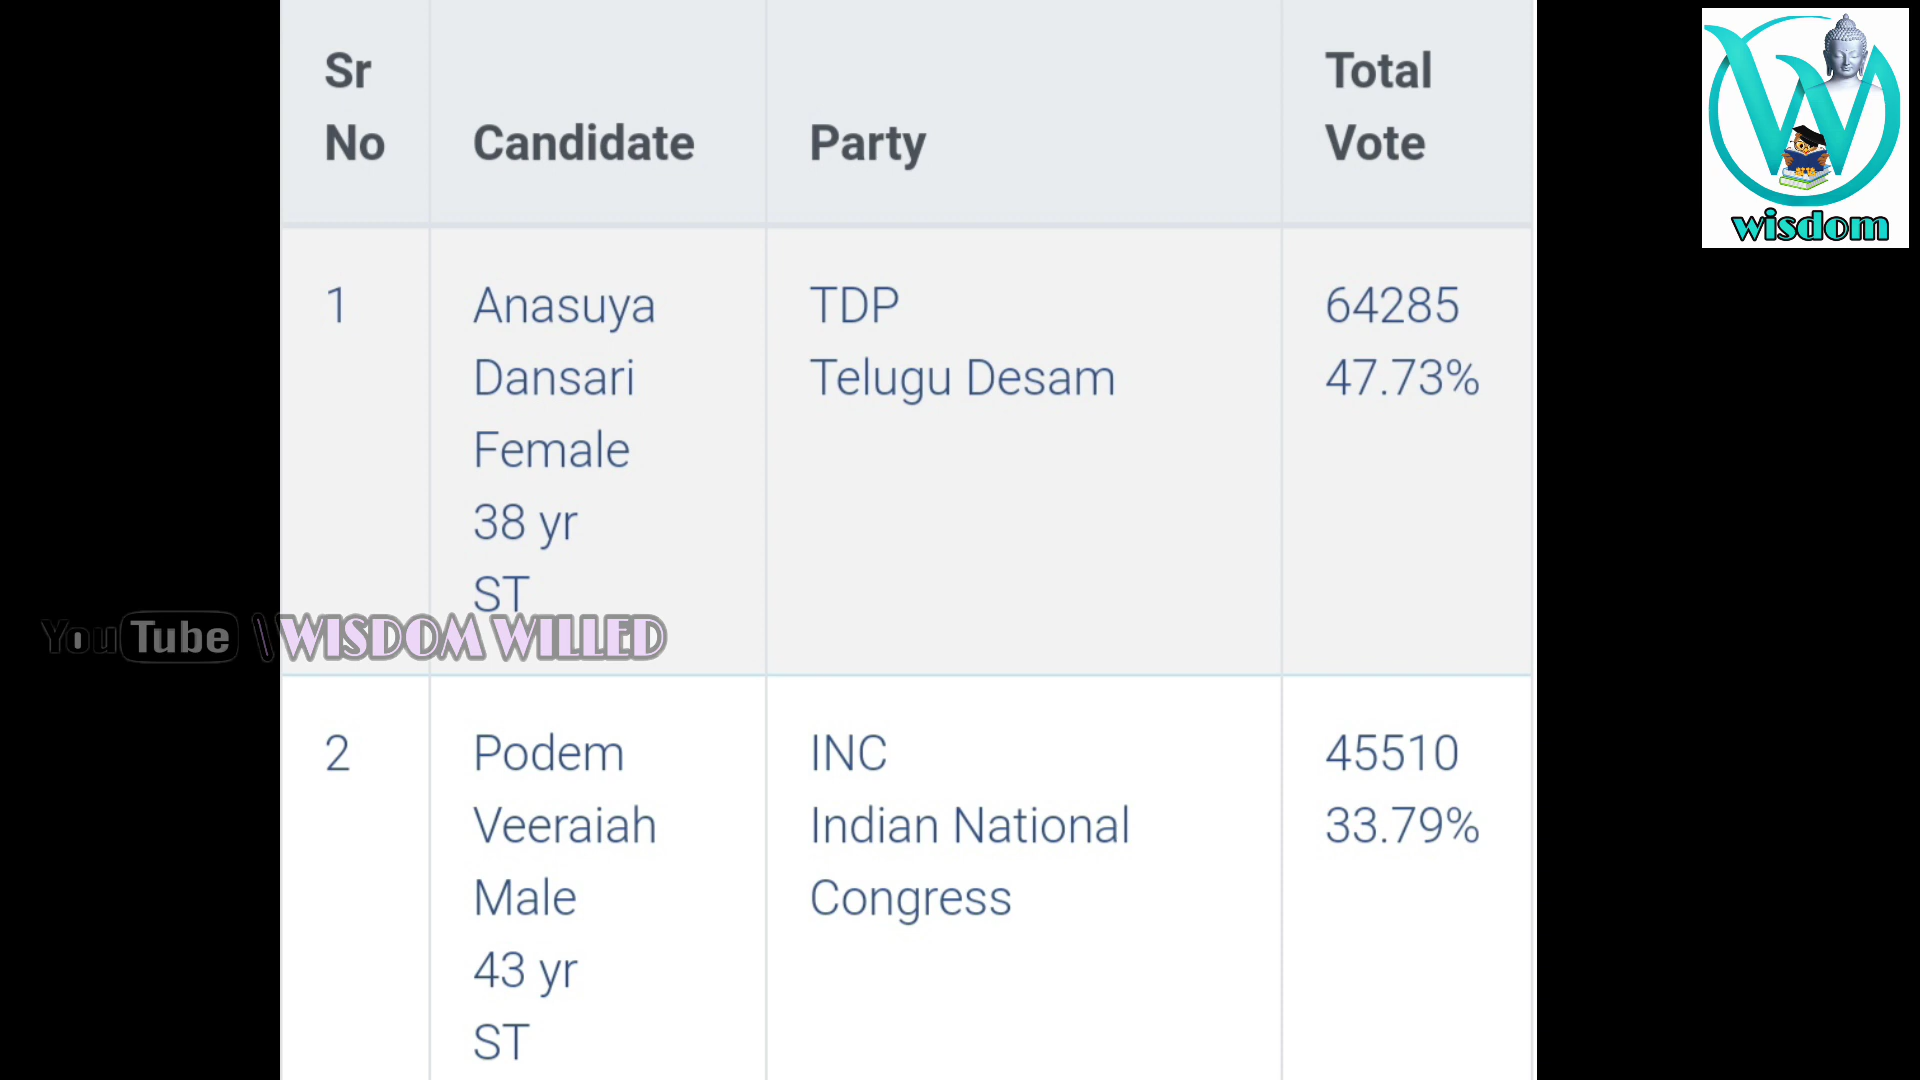 Sr No
Candidate
Party
Total Vote
1
Anasuya
Dansari
Female
38 yr
ST
TDP
Telugu Desam
64285
47.73%
2
Podem
Veeraiah
Male
43 yr
ST
INC
Indian National
Congress
45510
33.79%
YouTube \ WISDOM WILLED
W
wisdom